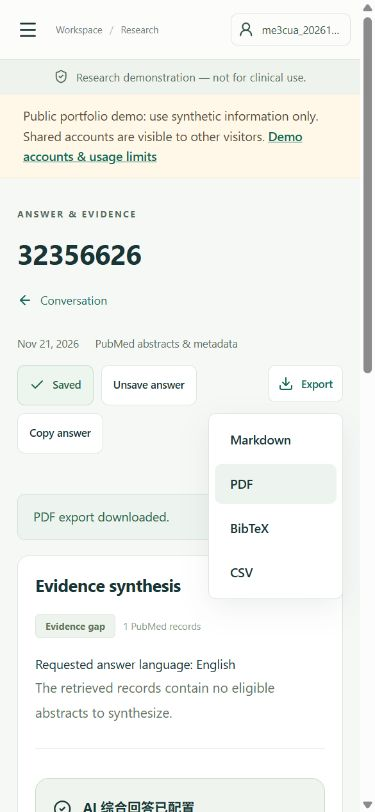 Workspace / Research
me3cua_20261...
Research demonstration — not for clinical use.
Public portfolio demo: use synthetic information only.
Shared accounts are visible to other visitors. Demo
accounts & usage limits
ANSWER & EVIDENCE
32356626
Conversation
Nov 21, 2026 PubMed abstracts & metadata
Saved Unsave answer Export
Copy answer
Markdown
PDF
BibTeX
CSV
PDF export downloaded.
Evidence synthesis
Evidence gap 1 PubMed records
Requested answer language: English
The retrieved records contain no eligible
abstracts to synthesize.
AI 综合回答已配置